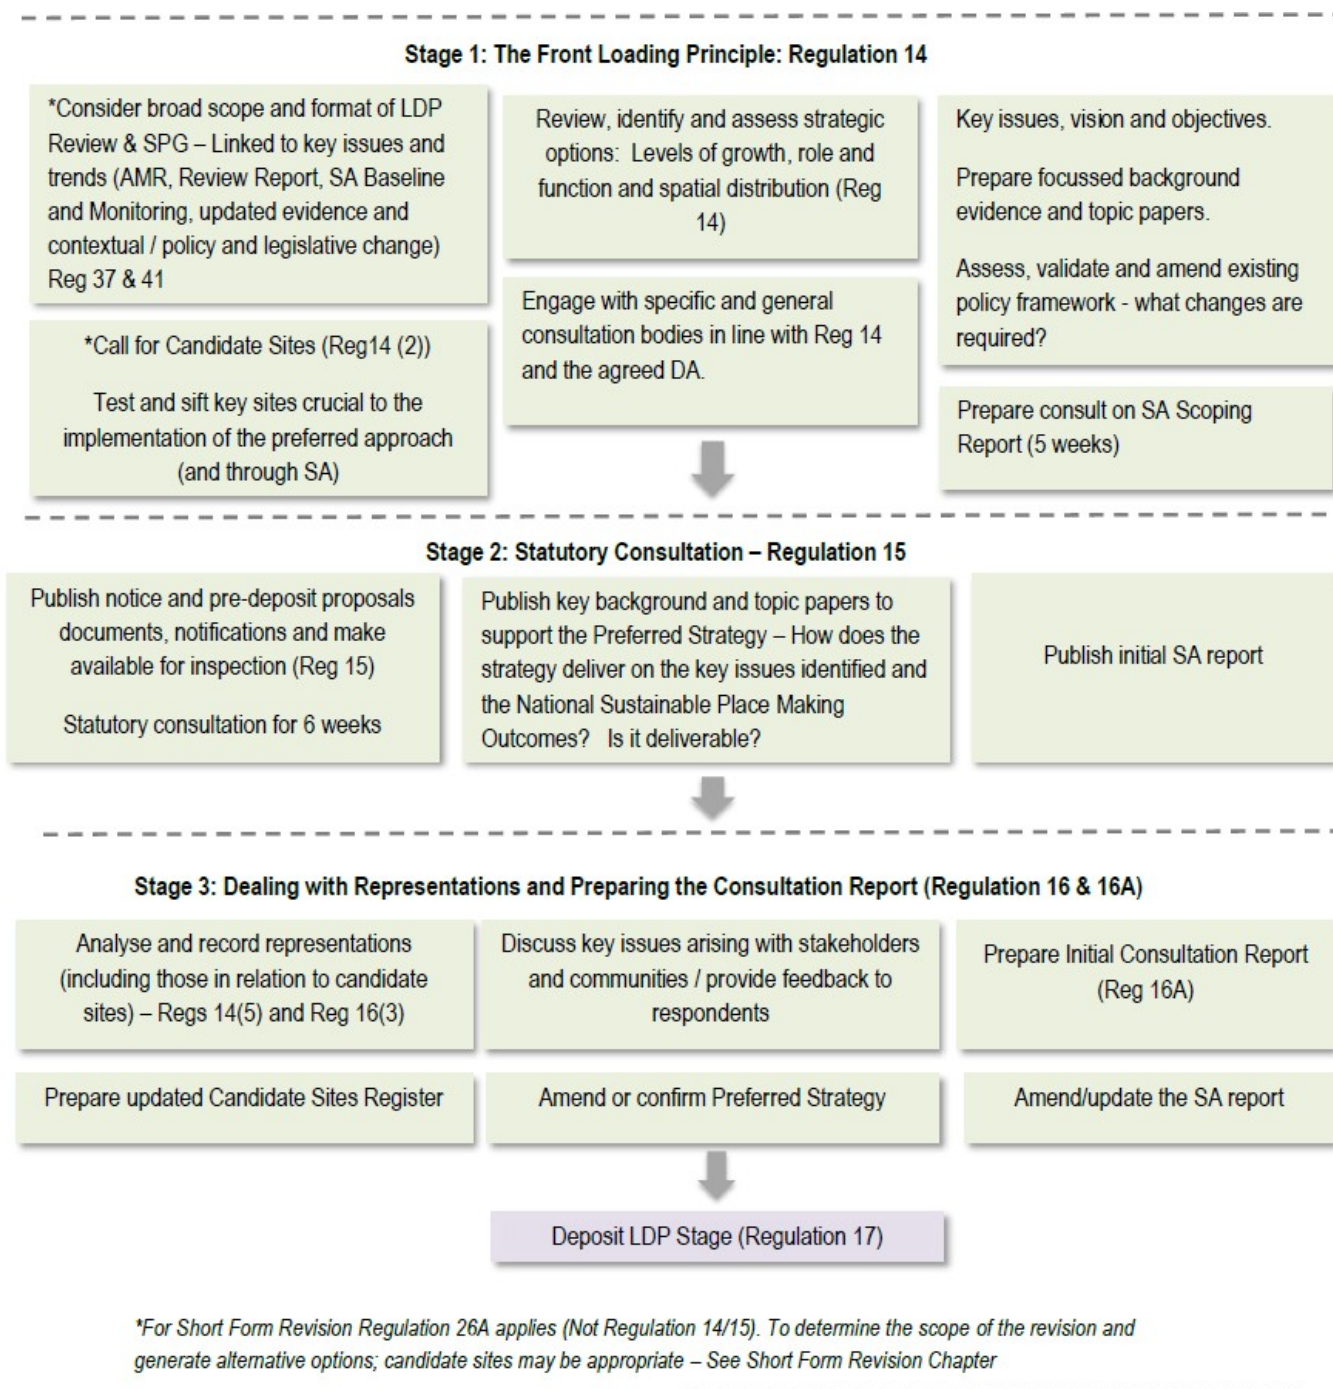 Stage 1: The Front Loading Principle: Regulation 14
*Consider broad scope and format of LDP
Review & SPG – Linked to key issues and
trends (AMR, Review Report, SA Baseline
and Monitoring, updated evidence and
contextual / policy and legislative change)
Reg 37 & 41
*Call for Candidate Sites (Reg14 (2))
Test and sift key sites crucial to the
implementation of the preferred approach
(and through SA)
Review, identify and assess strategic
options: Levels of growth, role and
function and spatial distribution (Reg
14)
Engage with specific and general
consultation bodies in line with Reg 14
and the agreed DA.
Key issues, vision and objectives.
Prepare focussed background
evidence and topic papers.
Assess, validate and amend existing
policy framework - what changes are
required?
Prepare consult on SA Scoping
Report (5 weeks)
Stage 2: Statutory Consultation – Regulation 15
Publish notice and pre-deposit proposals
documents, notifications and make
available for inspection (Reg 15)
Statutory consultation for 6 weeks
Publish key background and topic papers to
support the Preferred Strategy – How does the
strategy deliver on the key issues identified and
the National Sustainable Place Making
Outcomes? Is it deliverable?
Publish initial SA report
Stage 3: Dealing with Representations and Preparing the Consultation Report (Regulation 16 & 16A)
Analyse and record representations
(including those in relation to candidate
sites) – Regs 14(5) and Reg 16(3)
Discuss key issues arising with stakeholders
and communities / provide feedback to
respondents
Prepare Initial Consultation Report
(Reg 16A)
Prepare updated Candidate Sites Register
Amend or confirm Preferred Strategy
Amend/update the SA report
Deposit LDP Stage (Regulation 17)
*For Short Form Revision Regulation 26A applies (Not Regulation 14/15). To determine the scope of the revision and
generate alternative options; candidate sites may be appropriate – See Short Form Revision Chapter